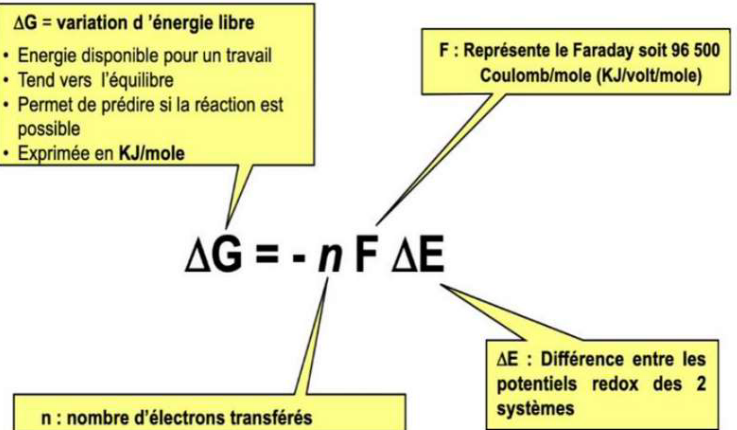 ΔG = variation d 'énergie libre
• Energie disponible pour un travail
• Tend vers l'équilibre
• Permet de prédire si la réaction est
possible
• Exprimée en KJ/mole
F : Représente le Faraday soit 96 500
Coulomb/mole (KJ/volt/mole)
ΔG = - n F ΔE
ΔE : Différence entre les
potentiels redox des 2
systèmes
n : nombre d'électrons transférés